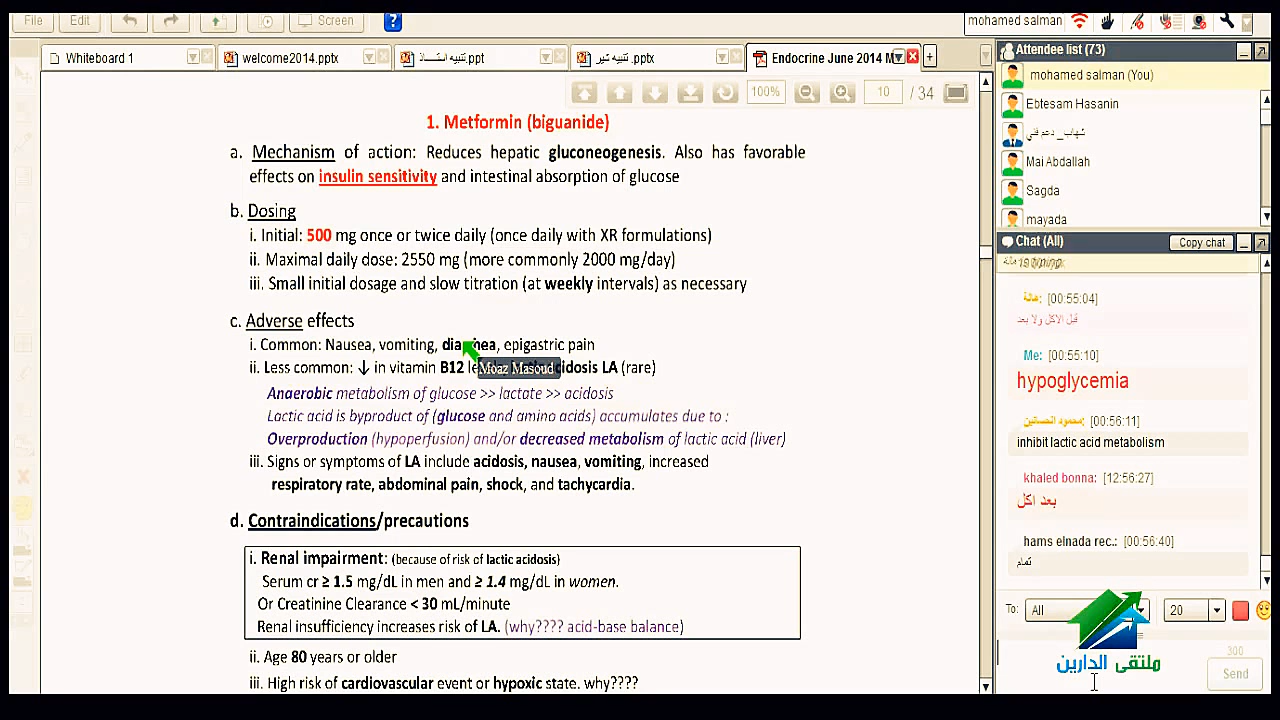 File Edit Screen ?
mohamed salman
Whiteboard 1
welcome2014.pptx
تنبيه استــاذ.ppt
تنبيه تير.pptx
Endocrine June 2014 M
100%
10 / 34
1. Metformin (biguanide)
a. Mechanism of action: Reduces hepatic gluconeogenesis. Also has favorable
effects on insulin sensitivity and intestinal absorption of glucose
b. Dosing
i. Initial: 500 mg once or twice daily (once daily with XR formulations)
ii. Maximal daily dose: 2550 mg (more commonly 2000 mg/day)
iii. Small initial dosage and slow titration (at weekly intervals) as necessary
c. Adverse effects
i. Common: Nausea, vomiting, diarrhea, epigastric pain
ii. Less common: ↓ in vitamin B12 le acidosis LA (rare)
Moaz Masoud
Anaerobic metabolism of glucose >> lactate >> acidosis
Lactic acid is byproduct of (glucose and amino acids) accumulates due to :
Overproduction (hypoperfusion) and/or decreased metabolism of lactic acid (liver)
iii. Signs or symptoms of LA include acidosis, nausea, vomiting, increased
respiratory rate, abdominal pain, shock, and tachycardia.
d. Contraindications/precautions
i. Renal impairment: (because of risk of lactic acidosis)
Serum cr ≥ 1.5 mg/dL in men and ≥ 1.4 mg/dL in women.
Or Creatinine Clearance < 30 mL/minute
Renal insufficiency increases risk of LA. (why???? acid-base balance)
ii. Age 80 years or older
iii. High risk of cardiovascular event or hypoxic state. why????
Attendee list (73)
mohamed salman (You)
Ebtesam Hasanin
شهاب_ دعم فني
Mai Abdallah
Sagda
mayada
Chat (All)
Copy chat
هالة: [00:55:04]
قبل الاكل ولا بعد
Me: [00:55:10]
hypoglycemia
محمود الحسانين: [00:56:11]
inhibit lactic acid metabolism
khaled bonna: [12:56:27]
بعد اكل
hams elnada rec.: [00:56:40]
تمام
To: All
20
ملتقى الدارين
300
Send